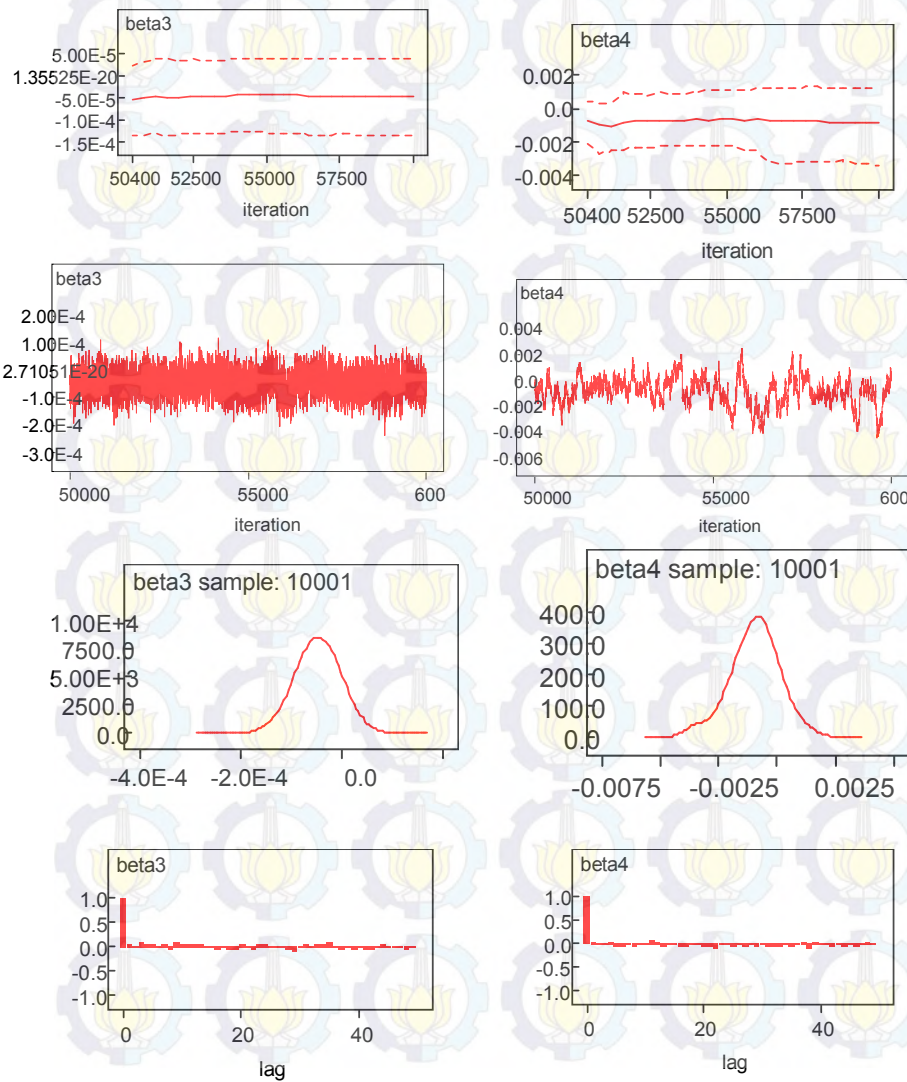 beta3
5.00E-5
1.35525E-20
-5.0E-5
-1.0E-4
-1.5E-4
50400 52500 55000 57500
iteration
beta4
0.002
0.0
-0.002
-0.004
50400 52500 55000 57500
iteration
beta3
2.00E-4
1.00E-4
2.71051E-20
-1.0E-4
-2.0E-4
-3.0E-4
50000 55000 600
iteration
beta4
0.004
0.002
0.0
-0.002
-0.004
-0.006
50000 55000 600
iteration
beta3 sample: 10001
1.00E+4
7500.0
5.00E+3
2500.0
0.0
-4.0E-4 -2.0E-4 0.0
beta4 sample: 10001
400.0
300.0
200.0
100.0
0.0
-0.0075 -0.0025 0.0025
beta3
1.0
0.5
0.0
-0.5
-1.0
0 20 40
lag
beta4
1.0
0.5
0.0
-0.5
-1.0
0 20 40
lag